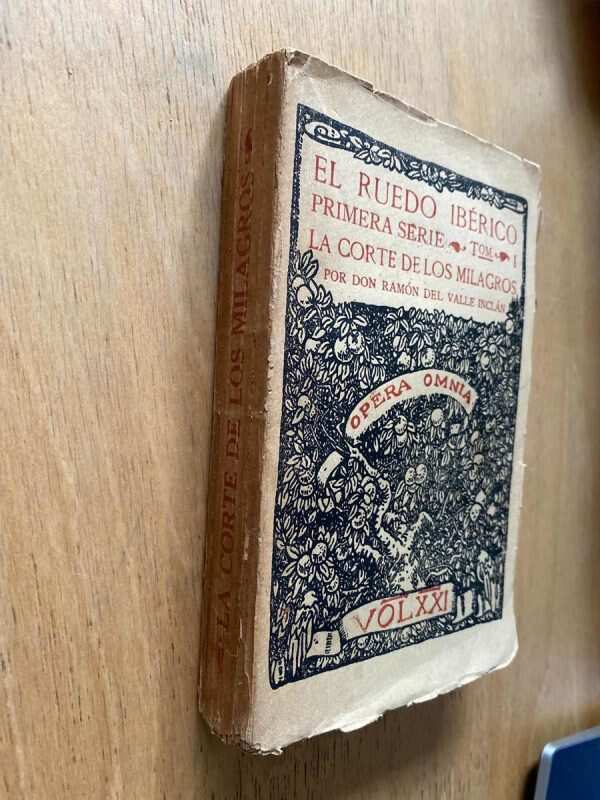 EL RUEDO IBÉRICO
PRIMERA SERIE TOMO I
LA CORTE DE LOS MILAGROS
POR DON RAMÓN DEL VALLE INCLÁN
OPERA OMNIA
VOL XXI
LA CORTE DE LOS MILAGROS